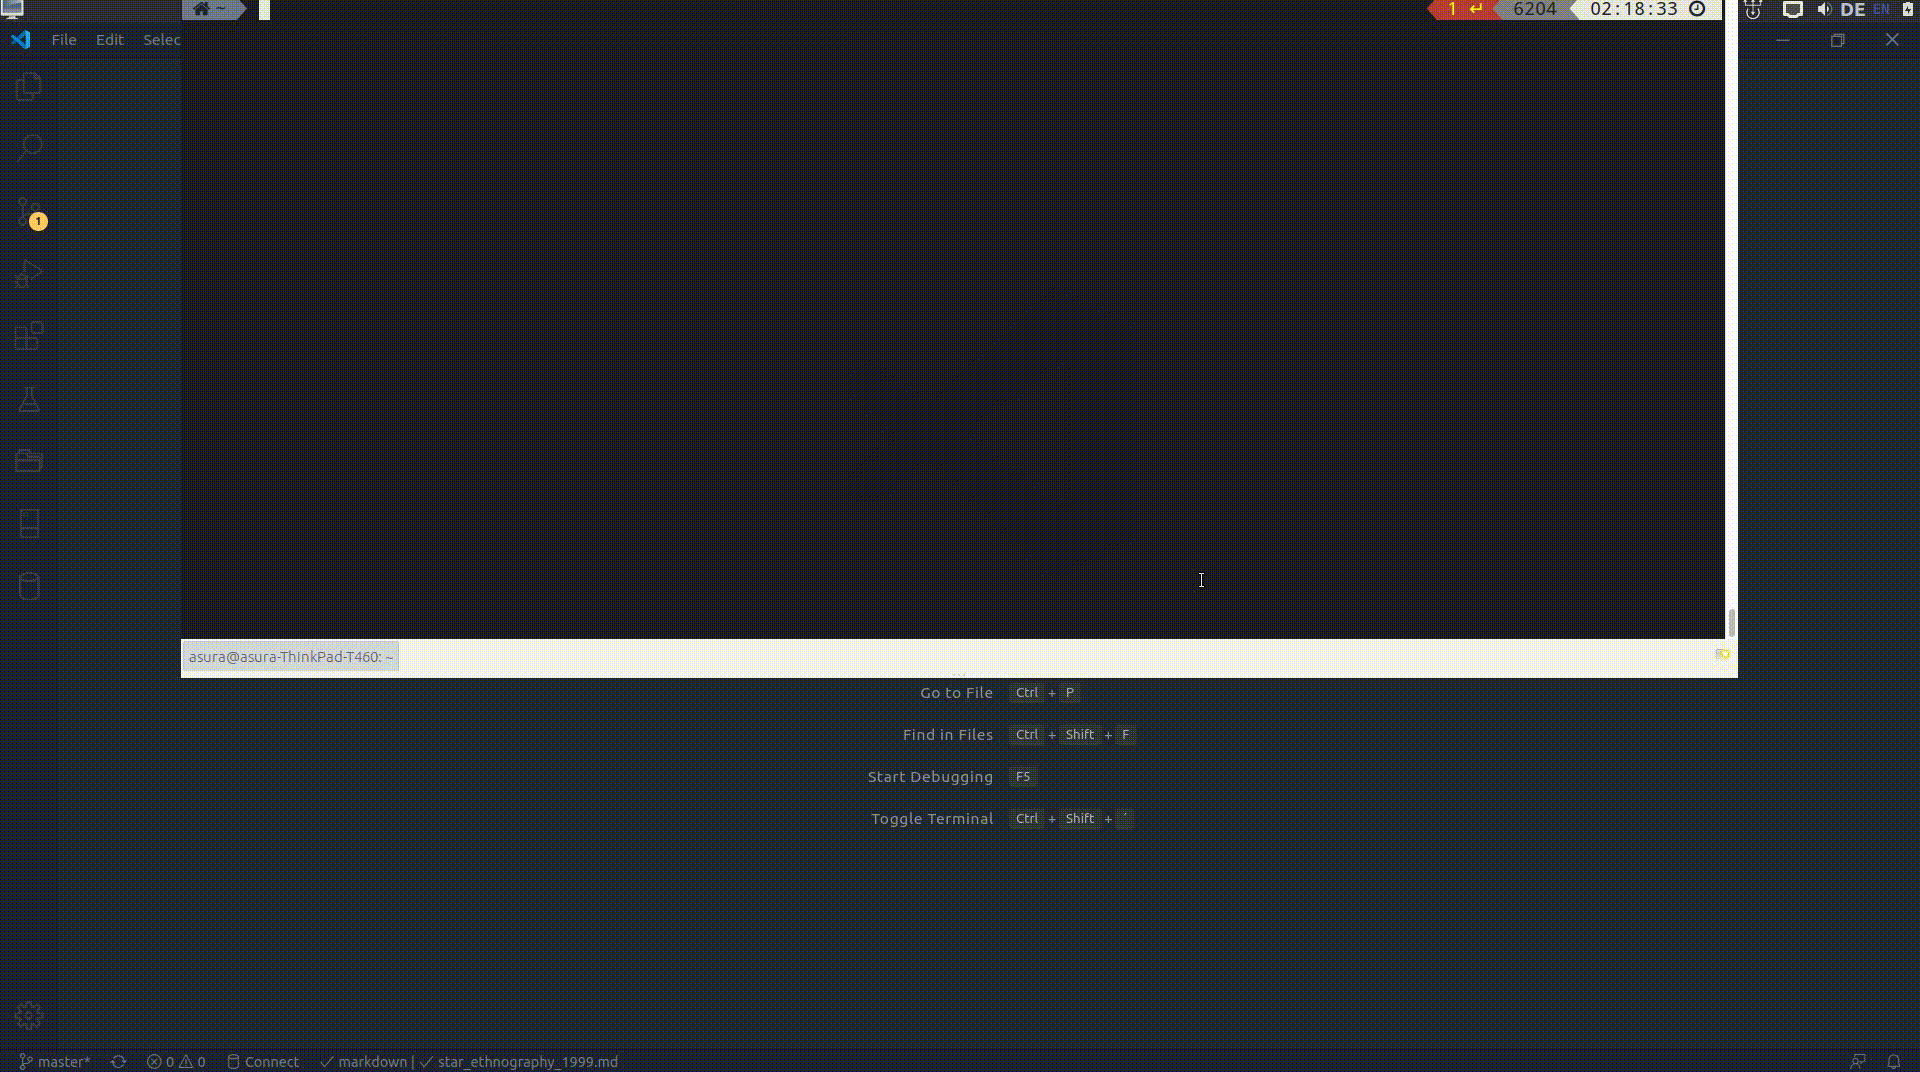 ~ 1 ↵ 6204 02:18:33 DE EN
File Edit Selec
1
asura@asura-ThinkPad-T460: ~
Go to File Ctrl + P
Find in Files Ctrl + Shift + F
Start Debugging F5
Toggle Terminal Ctrl + Shift + ´
master* 0 0 Connect ✓ markdown | ✓ star_ethnography_1999.md